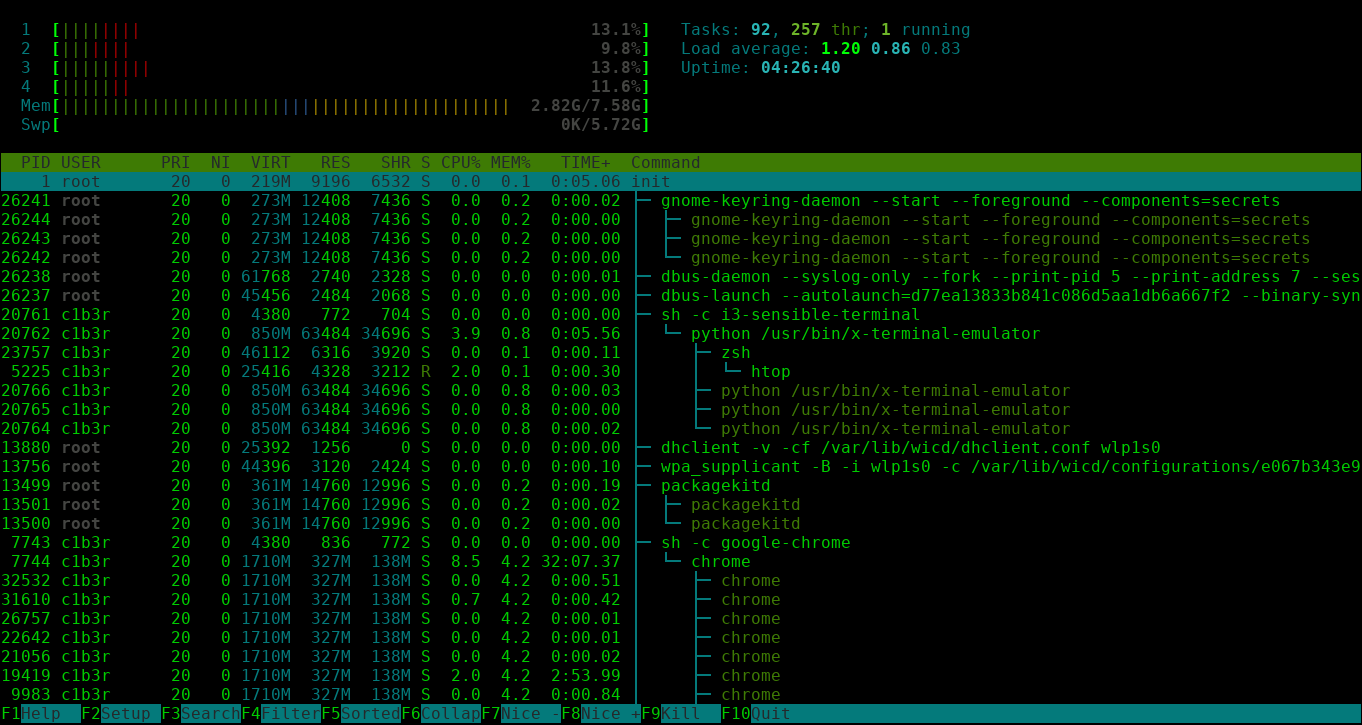 1 [|||||||| 13.1%] Tasks: 92, 257 thr; 1 running
2 [||||||| 9.8%] Load average: 1.20 0.86 0.83
3 [||||||||| 13.8%] Uptime: 04:26:40
4 [||||||| 11.6%]
Mem[||||||||||||||||||||||||||||||||||||||||||||| 2.82G/7.58G]
Swp[ 0K/5.72G]
PID USER PRI NI VIRT RES SHR S CPU% MEM% TIME+ Command
1 root 20 0 219M 9196 6532 S 0.0 0.1 0:05.06 init
26241 root 20 0 273M 12408 7436 S 0.0 0.2 0:00.02 ├─ gnome-keyring-daemon --start --foreground --components=secrets
26244 root 20 0 273M 12408 7436 S 0.0 0.2 0:00.00 │ ├─ gnome-keyring-daemon --start --foreground --components=secrets
26243 root 20 0 273M 12408 7436 S 0.0 0.2 0:00.00 │ ├─ gnome-keyring-daemon --start --foreground --components=secrets
26242 root 20 0 273M 12408 7436 S 0.0 0.2 0:00.00 │ └─ gnome-keyring-daemon --start --foreground --components=secrets
26238 root 20 0 61768 2740 2328 S 0.0 0.0 0:00.01 ├─ dbus-daemon --syslog-only --fork --print-pid 5 --print-address 7 --ses
26237 root 20 0 45456 2484 2068 S 0.0 0.0 0:00.00 ├─ dbus-launch --autolaunch=d77ea13833b841c086d5aa1db6a667f2 --binary-syn
20761 c1b3r 20 0 4380 772 704 S 0.0 0.0 0:00.00 ├─ sh -c i3-sensible-terminal
20762 c1b3r 20 0 850M 63484 34696 S 3.9 0.8 0:05.56 │ └─ python /usr/bin/x-terminal-emulator
23757 c1b3r 20 0 46112 6316 3920 S 0.0 0.1 0:00.11 │ ├─ zsh
5225 c1b3r 20 0 25416 4328 3212 R 2.0 0.1 0:00.30 │ │ └─ htop
20766 c1b3r 20 0 850M 63484 34696 S 0.0 0.8 0:00.03 │ ├─ python /usr/bin/x-terminal-emulator
20765 c1b3r 20 0 850M 63484 34696 S 0.0 0.8 0:00.00 │ ├─ python /usr/bin/x-terminal-emulator
20764 c1b3r 20 0 850M 63484 34696 S 0.0 0.8 0:00.02 │ └─ python /usr/bin/x-terminal-emulator
13880 root 20 0 25392 1256 0 S 0.0 0.0 0:00.00 ├─ dhclient -v -cf /var/lib/wicd/dhclient.conf wlp1s0
13756 root 20 0 44396 3120 2424 S 0.0 0.0 0:00.10 ├─ wpa_supplicant -B -i wlp1s0 -c /var/lib/wicd/configurations/e067b343e9
13499 root 20 0 361M 14760 12996 S 0.0 0.2 0:00.19 ├─ packagekitd
13501 root 20 0 361M 14760 12996 S 0.0 0.2 0:00.02 │ ├─ packagekitd
13500 root 20 0 361M 14760 12996 S 0.0 0.2 0:00.00 │ └─ packagekitd
7743 c1b3r 20 0 4380 836 772 S 0.0 0.0 0:00.00 ├─ sh -c google-chrome
7744 c1b3r 20 0 1710M 327M 138M S 8.5 4.2 32:07.37 │ └─ chrome
32532 c1b3r 20 0 1710M 327M 138M S 0.0 4.2 0:00.51 │ ├─ chrome
31610 c1b3r 20 0 1710M 327M 138M S 0.7 4.2 0:00.42 │ ├─ chrome
26757 c1b3r 20 0 1710M 327M 138M S 0.0 4.2 0:00.01 │ ├─ chrome
22642 c1b3r 20 0 1710M 327M 138M S 0.0 4.2 0:00.01 │ ├─ chrome
21056 c1b3r 20 0 1710M 327M 138M S 0.0 4.2 0:00.02 │ ├─ chrome
19419 c1b3r 20 0 1710M 327M 138M S 2.0 4.2 2:53.99 │ ├─ chrome
9983 c1b3r 20 0 1710M 327M 138M S 0.0 4.2 0:00.84 │ ├─ chrome
F1Help F2Setup F3SearchF4FilterF5SortedF6CollapF7Nice -F8Nice +F9Kill F10Quit